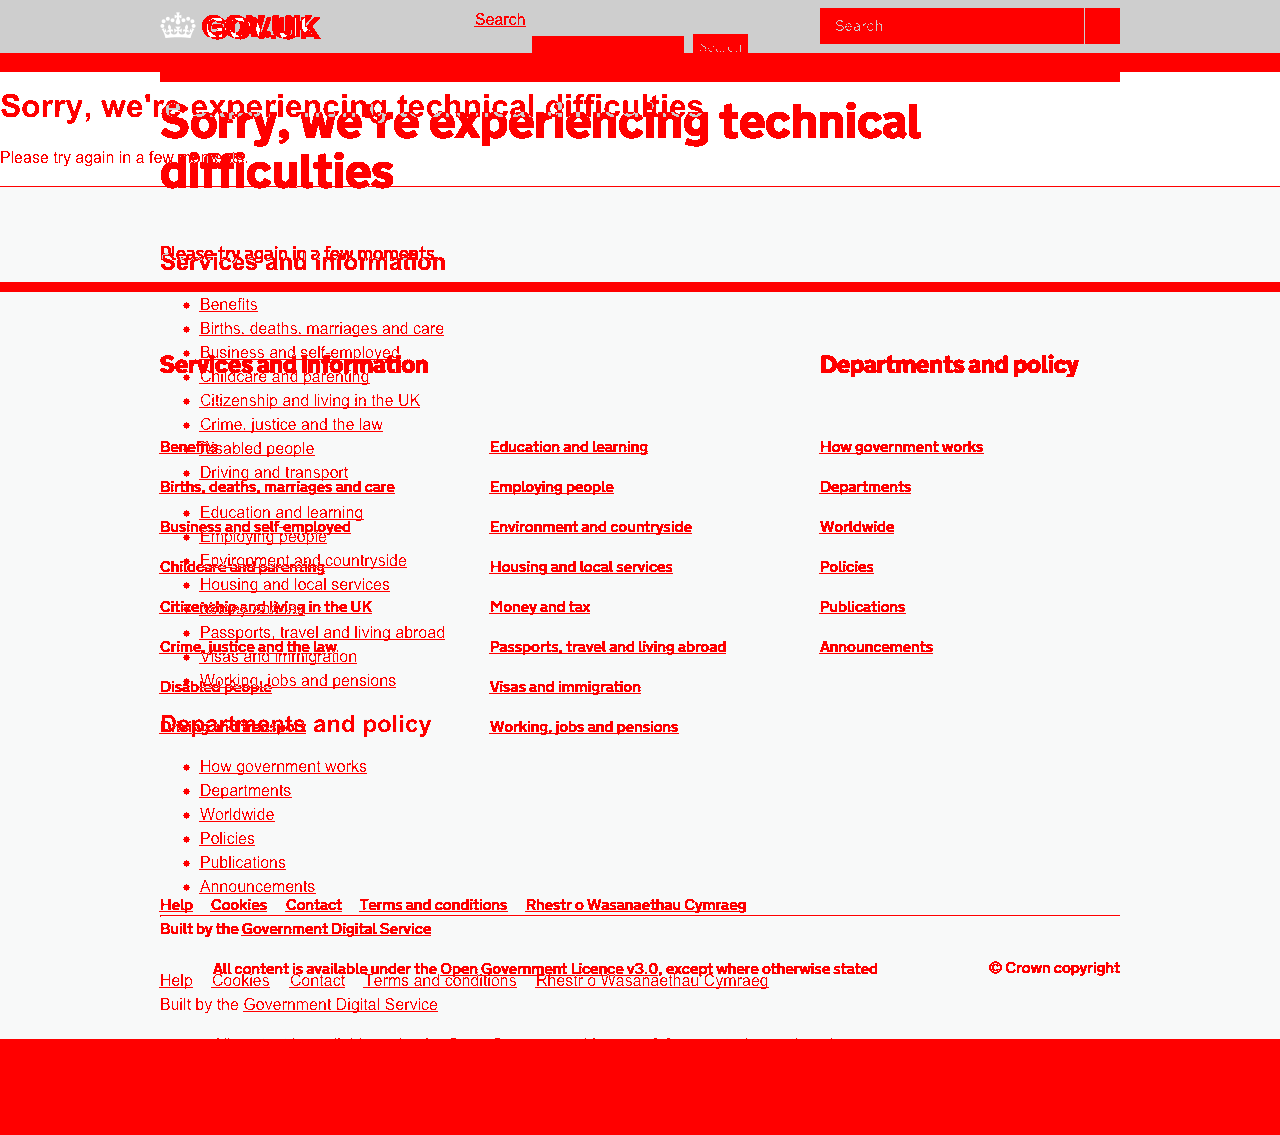 GOV.UK
Search
Search
Search
Sorry, we're experiencing technical difficulties
Sorry, we're experiencing technical
difficulties
Please try again in a few moments.
Please try again in a few moments.
Services and information
Benefits
Births, deaths, marriages and care
Business and self-employed
Childcare and parenting
Citizenship and living in the UK
Crime, justice and the law
Disabled people
Driving and transport
Education and learning
Employing people
Environment and countryside
Housing and local services
Money and tax
Passports, travel and living abroad
Visas and immigration
Working, jobs and pensions
Departments and policy
How government works
Departments
Worldwide
Policies
Publications
Announcements
Services and information
Benefits
Births, deaths, marriages and care
Business and self-employed
Childcare and parenting
Citizenship and living in the UK
Crime, justice and the law
Disabled people
Driving and transport
Education and learning
Employing people
Environment and countryside
Housing and local services
Money and tax
Passports, travel and living abroad
Visas and immigration
Working, jobs and pensions
Departments and policy
How government works
Departments
Worldwide
Policies
Publications
Announcements
Help Cookies Contact Terms and conditions Rhestr o Wasanaethau Cymraeg
Built by the Government Digital Service
All content is available under the Open Government Licence v3.0, except where otherwise stated
© Crown copyright
Help Cookies Contact Terms and conditions Rhestr o Wasanaethau Cymraeg
Built by the Government Digital Service